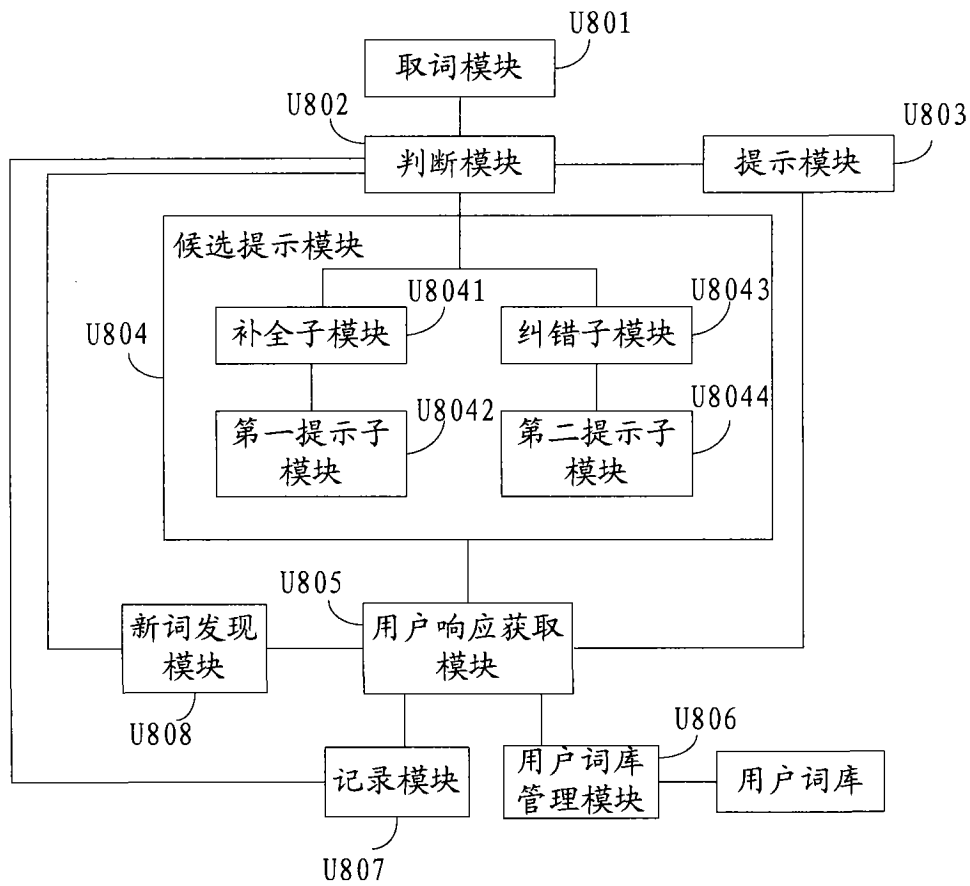 U801
取词模块
U802
U803
判断模块
提示模块
候选提示模块
U8041
U8043
U804
补全子模块
纠错子模块
U8042
U8044
第一提示子
模块
第二提示子
模块
U805
新词发现
模块
用户响应获取
模块
U808
U806
记录模块
用户词库
管理模块
用户词库
U807